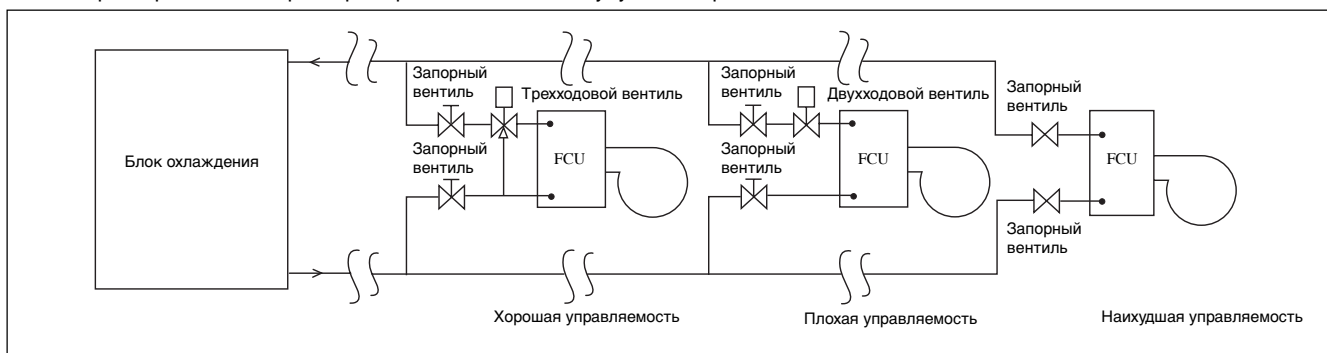 Запорный
вентиль
Трехходовой вентиль
Запорный
вентиль
Двухходовой вентиль
Запорный
вентиль
Блок охлаждения
Запорный
вентиль
FCU
Запорный
вентиль
FCU
FCU
Запорный
вентиль
Хорошая управляемость
Плохая управляемость
Наихудшая управляемость